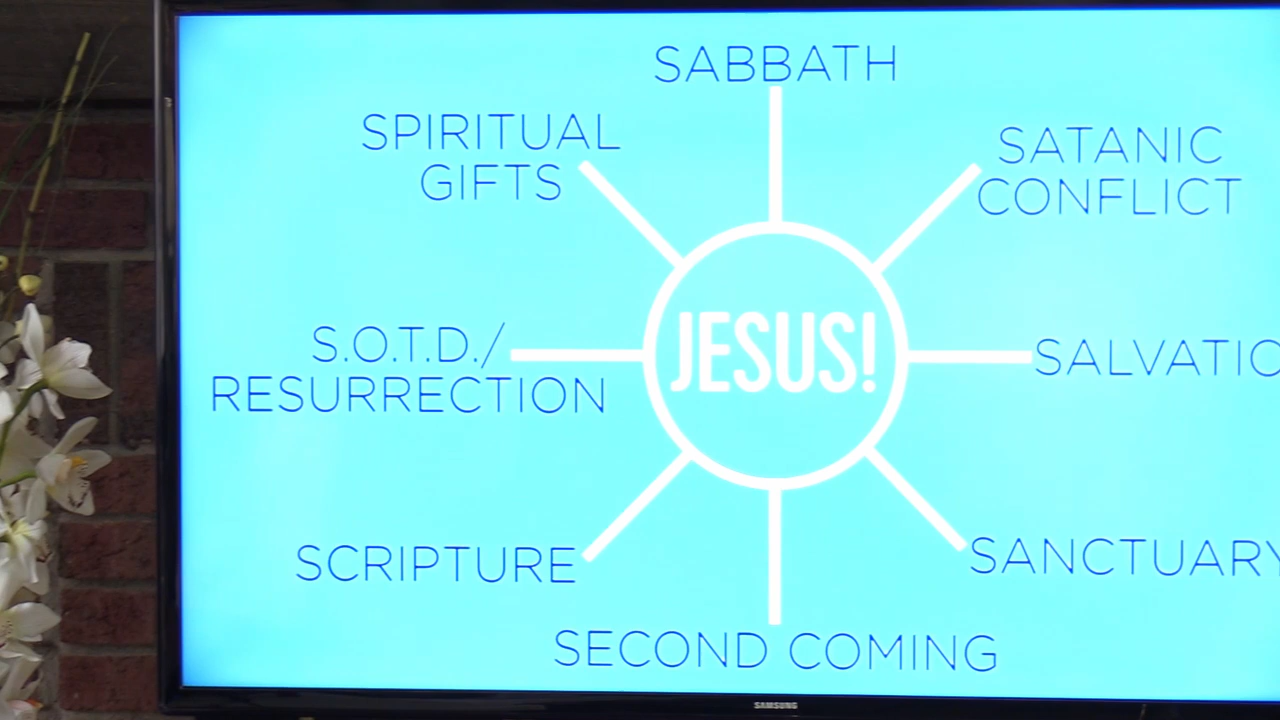 SABBATH
SPIRITUAL
GIFTS
SATANIC
CONFLICT
S.O.T.D./
RESURRECTION
JESUS!
SALVATIO
SCRIPTURE
SANCTUARY
SECOND COMING
SAMSUNG